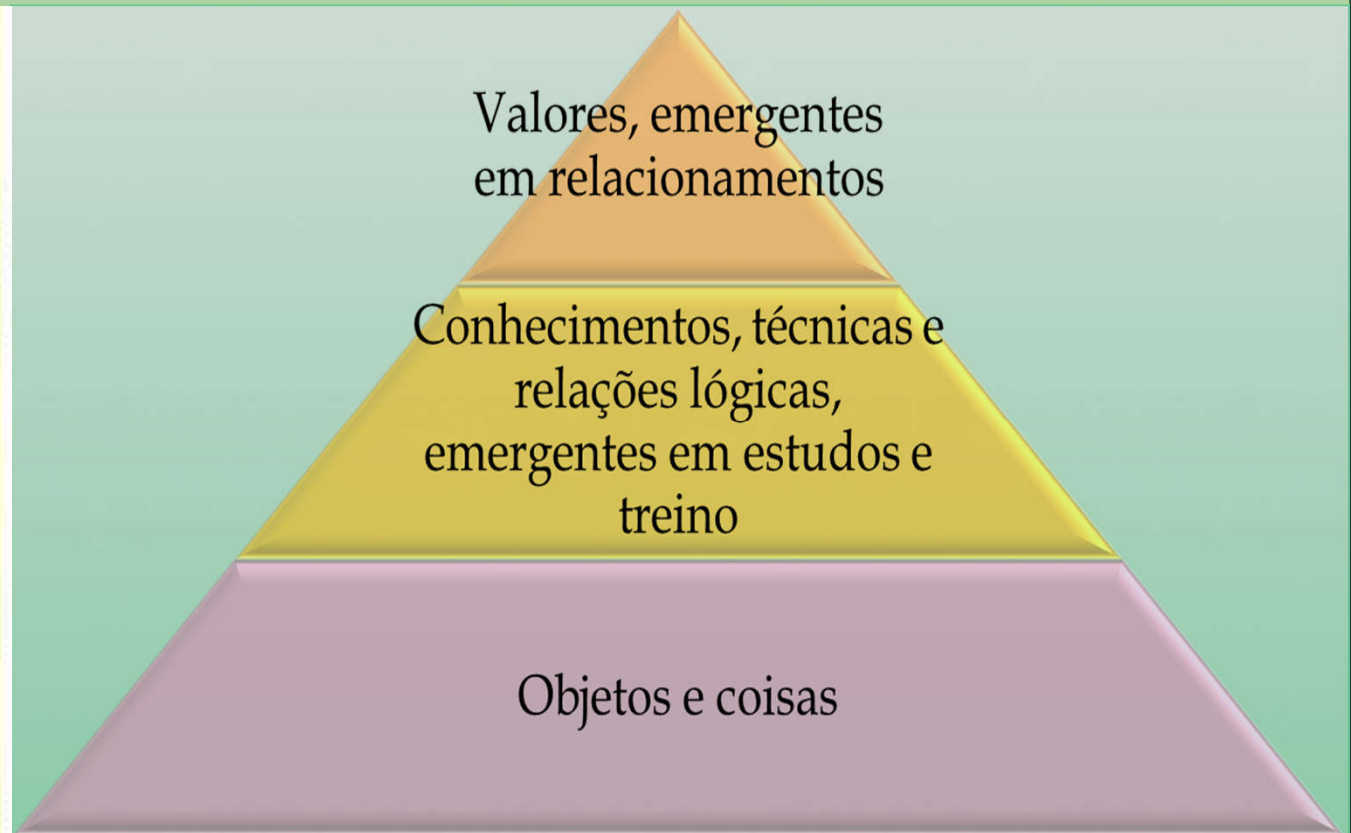 Valores, emergentes
em relacionamentos
Conhecimentos, técnicas e
relações lógicas,
emergentes em estudos e
treino
Objetos e coisas